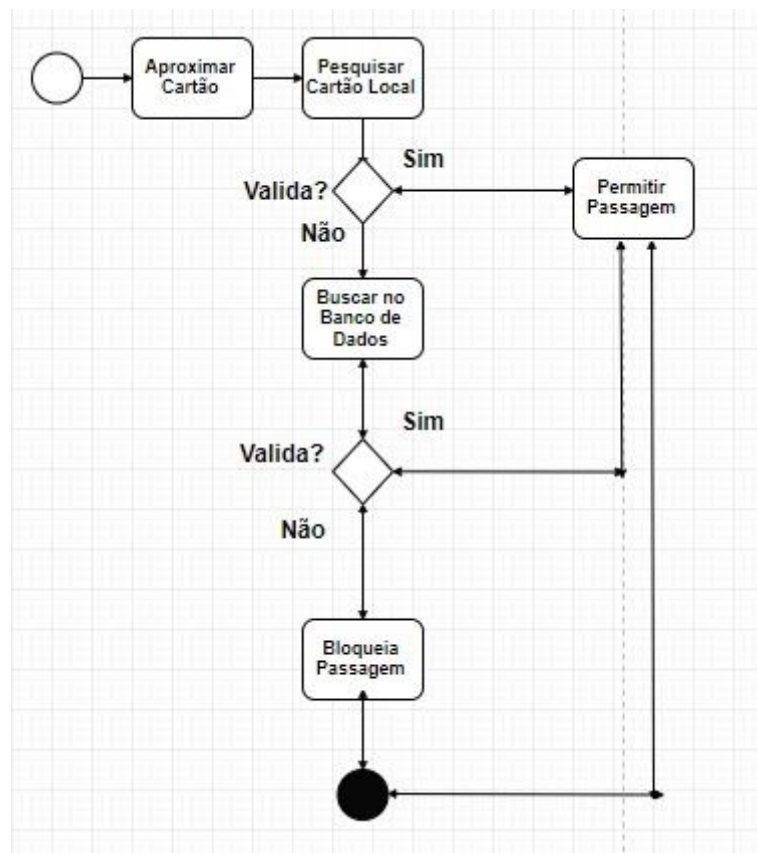 Aproximar
Cartão
Pesquisar
Cartão Local
Sim
Valida?
Permitir
Passagem
Não
Buscar no
Banco de
Dados
Sim
Valida?
Não
Bloqueia
Passagem